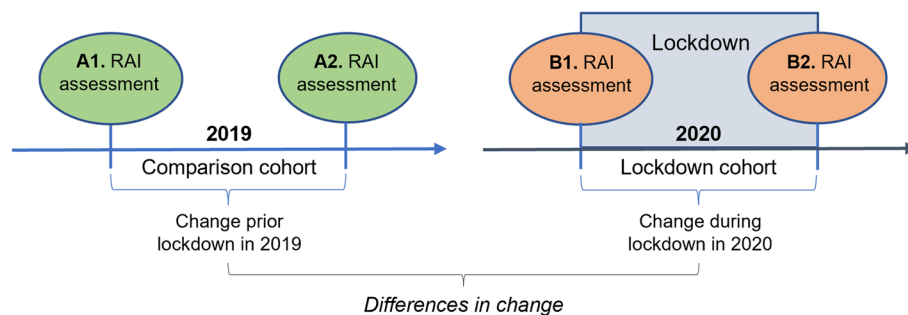 A1. RAI
assessment
A2. RAI
assessment
2019
Comparison cohort
Change prior
lockdown in 2019
Lockdown
B1. RAI
assessment
B2. RAI
assessment
2020
Lockdown cohort
Change during
lockdown in 2020
Differences in change